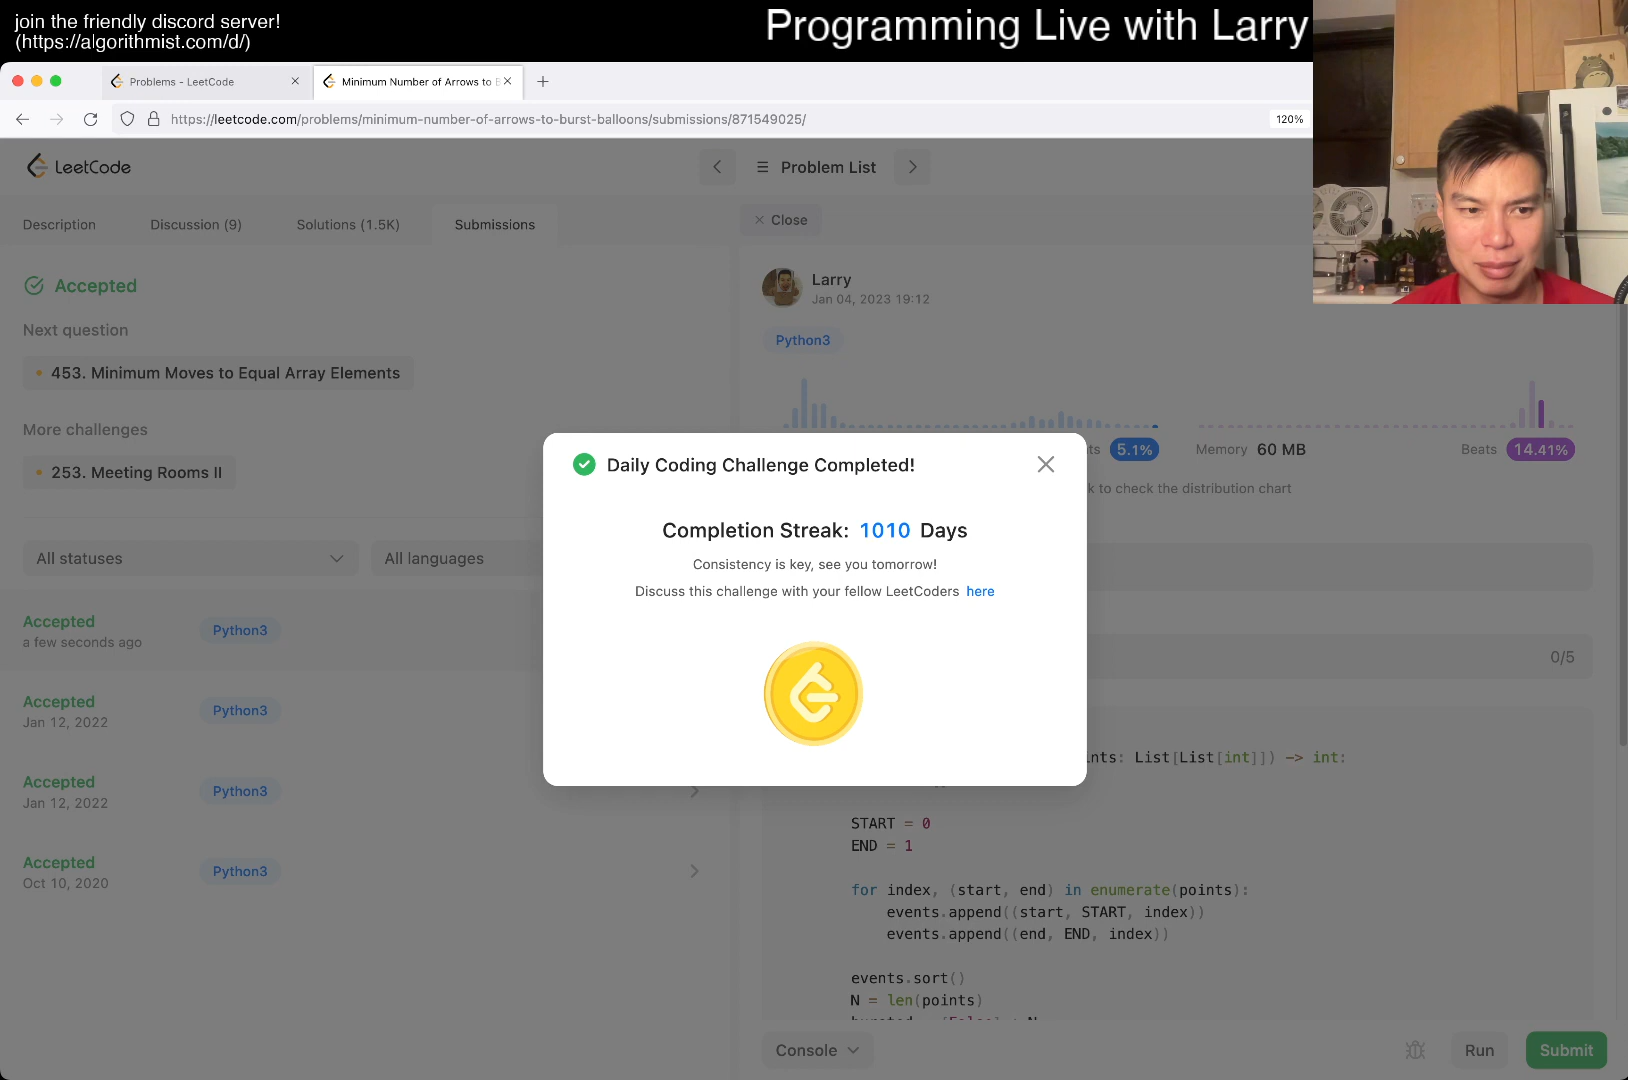 join the friendly discord server!
(https://algorithmist.com/d/)
Programming Live with Larry
Problems - LeetCode
Minimum Number of Arrows to B
https://leetcode.com/problems/minimum-number-of-arrows-to-burst-balloons/submissions/871549025/
120%
LeetCode
Problem List
Description
Discussion (9)
Solutions (1.5K)
Submissions
Close
Accepted
Larry
Jan 04, 2023 19:12
Next question
Python3
453. Minimum Moves to Equal Array Elements
More challenges
253. Meeting Rooms II
ts 5.1%
Memory 60 MB
Beats 14.41%
k to check the distribution chart
Daily Coding Challenge Completed!
Completion Streak: 1010 Days
Consistency is key, see you tomorrow!
Discuss this challenge with your fellow LeetCoders here
All statuses
All languages
Accepted
a few seconds ago
Python3
0/5
Accepted
Jan 12, 2022
Python3
Accepted
Jan 12, 2022
Python3
Accepted
Oct 10, 2020
Python3
ints: List[List[int]]) -> int:
START = 0
END = 1
for index, (start, end) in enumerate(points):
events.append((start, START, index))
events.append((end, END, index))
events.sort()
N = len(points)
Console
Run
Submit